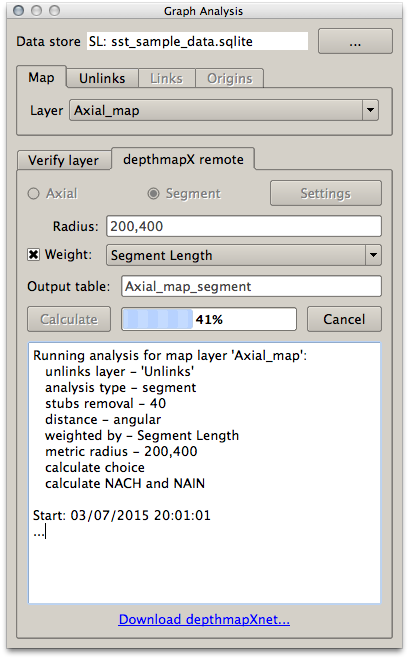 Graph Analysis
Data store SL: sst_sample_data.sqlite ...
Map Unlinks Links Origins
Layer Axial_map
Verify layer depthmapX remote
Axial Segment Settings
Radius: 200,400
Weight: Segment Length
Output table: Axial_map_segment
Calculate 41% Cancel
Running analysis for map layer 'Axial_map':
unlinks layer - 'Unlinks'
analysis type - segment
stubs removal - 40
distance - angular
weighted by - Segment Length
metric radius - 200,400
calculate choice
calculate NACH and NAIN
Start: 03/07/2015 20:01:01
...
Download depthmapXnet...